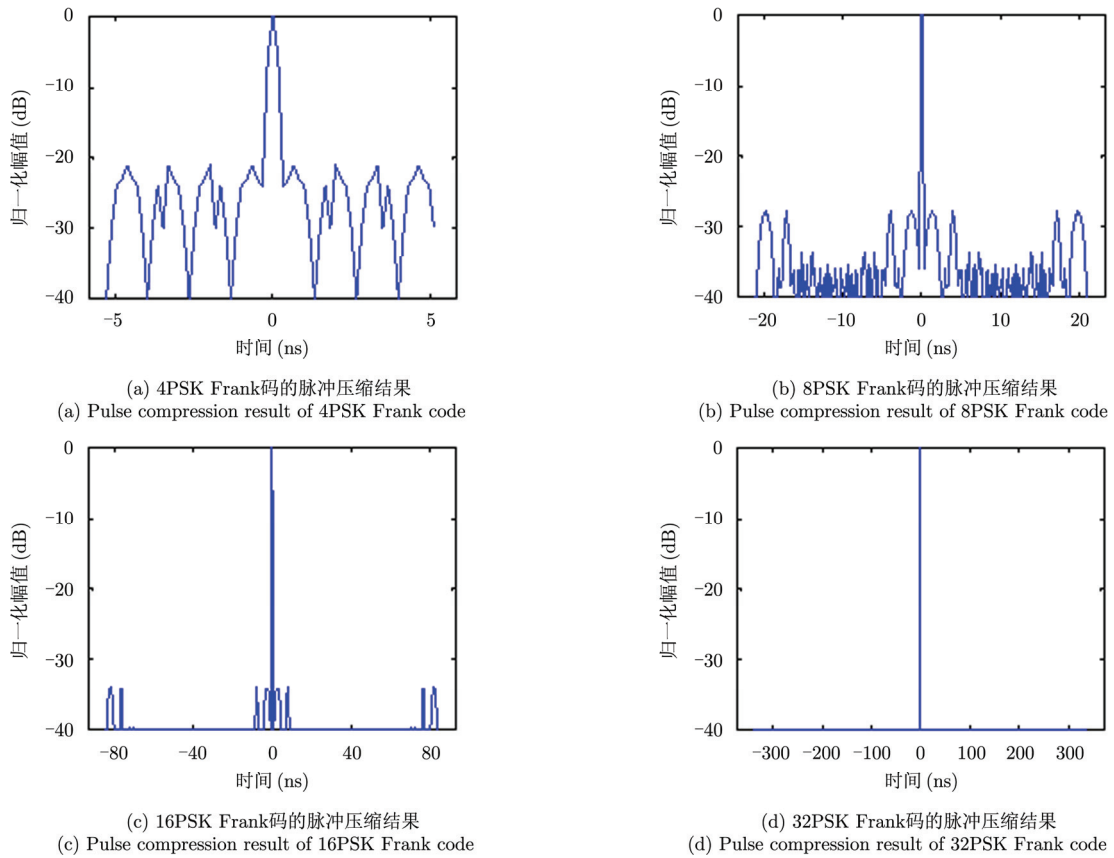 0
−10
−20
−30
−40
归一化幅值 (dB)
−5
0
5
时间 (ns)
(a) 4PSK Frank码的脉冲压缩结果
(a) Pulse compression result of 4PSK Frank code
0
−10
−20
−30
−40
归一化幅值 (dB)
−20
−10
0
10
20
时间 (ns)
(b) 8PSK Frank码的脉冲压缩结果
(b) Pulse compression result of 8PSK Frank code
0
−10
−20
−30
−40
归一化幅值 (dB)
−80
−40
0
40
80
时间 (ns)
(c) 16PSK Frank码的脉冲压缩结果
(c) Pulse compression result of 16PSK Frank code
0
−10
−20
−30
−40
归一化幅值 (dB)
−300
−200
−100
0
100
200
300
时间 (ns)
(d) 32PSK Frank码的脉冲压缩结果
(d) Pulse compression result of 32PSK Frank code